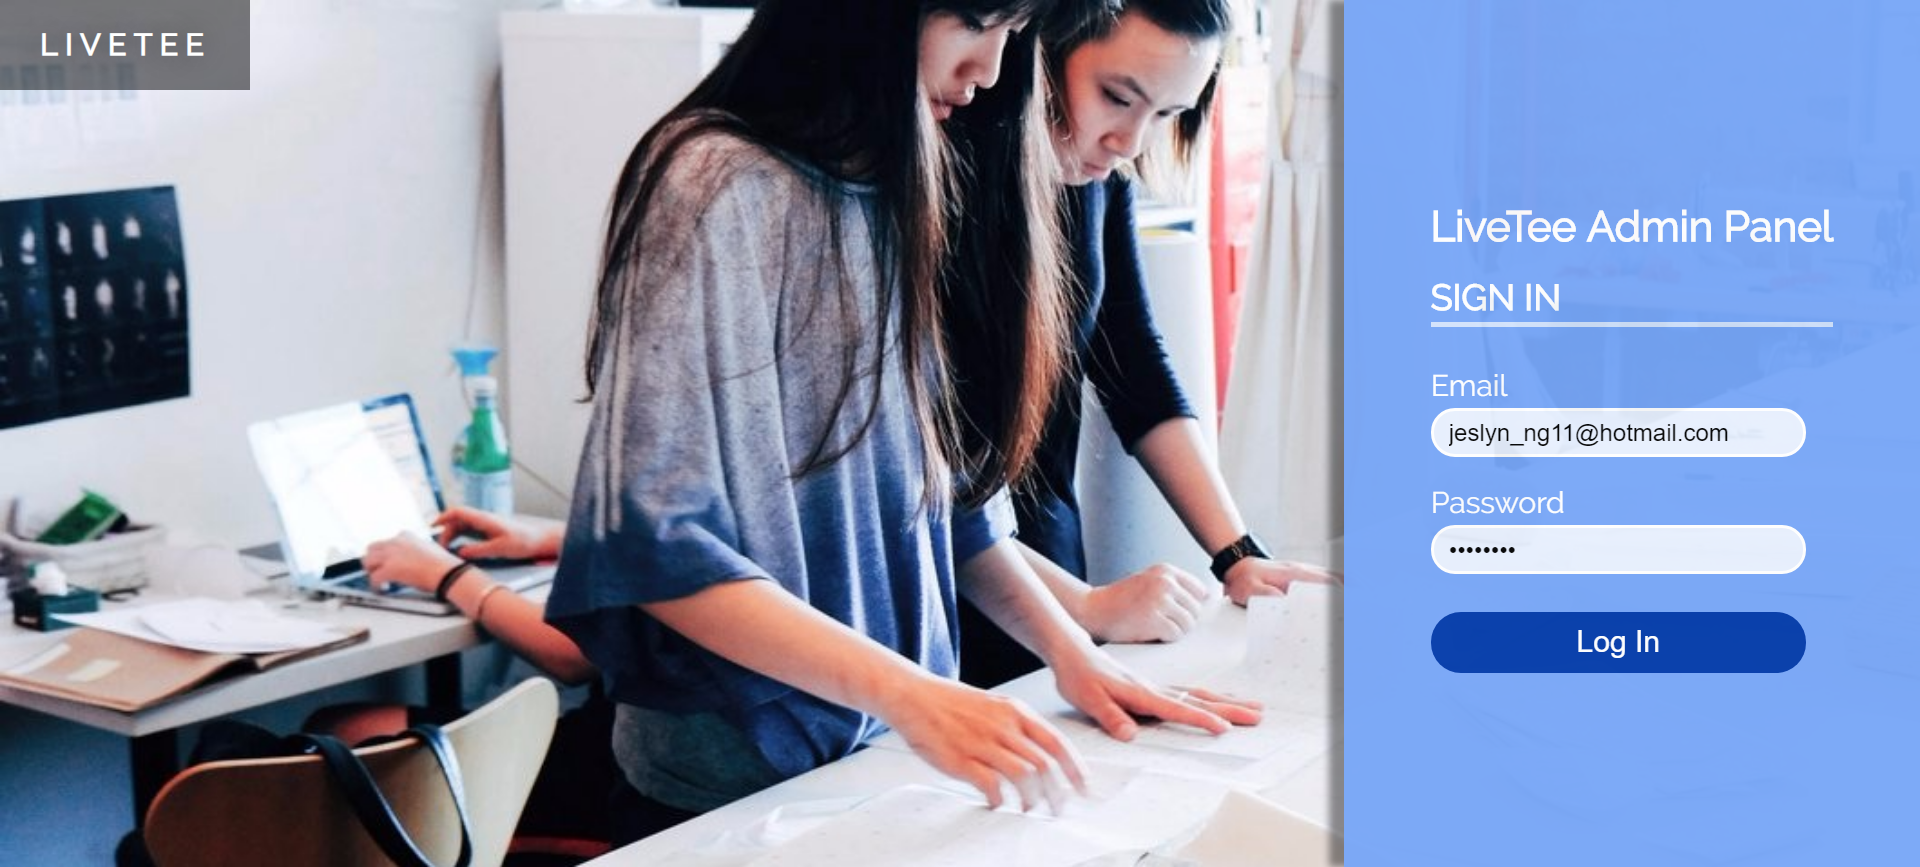 LIVETEE
LiveTee Admin Panel
SIGN IN
Email
jeslyn_ng11@hotmail.com
Password
••••••••
Log In